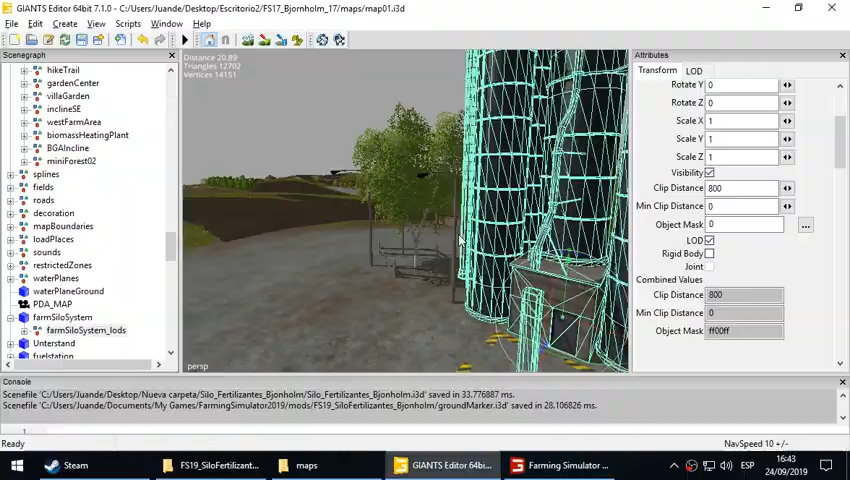 GIANTS Editor 64bit 7.1.0 - C:/Users/Juande/Desktop/Escritorio2/FS17_Bjornholm_17/maps/map01.i3d
File Edit Create View Scripts Window Help
Scenegraph
hikeTrail
gardenCenter
villaGarden
inclineSE
westFarmArea
biomassHeatingPlant
BGAIncline
miniForest02
splines
fields
roads
decoration
mapBoundaries
loadPlaces
sounds
restrictedZones
waterPlanes
waterPlaneGround
PDA_MAP
farmSiloSystem
farmSiloSystem_lods
Unterstand
fuelstation
Distance 20.89
Triangles 12702
Vertices 14151
persp
Attributes
Transform LOD
Rotate Y 0
Rotate Z 0
Scale X 1
Scale Y 1
Scale Z 1
Visibility
Clip Distance 800
Min Clip Distance 0
Object Mask 0 ...
LOD
Rigid Body
Joint
Combined Values
Clip Distance 800
Min Clip Distance 0
Object Mask ff00ff
Console
Scenefile 'C:/Users/Juande/Desktop/Nueva carpeta/Silo_Fertilizantes_Bjonholm/Silo_Fertilizantes_Bjonholm.i3d' saved in 33.776887 ms.
Scenefile 'C:/Users/Juande/Documents/My Games/FarmingSimulator2019/mods/FS19_SiloFertilizantes_Bjonholm/groundMarker.i3d' saved in 28.106826 ms.
1
Ready
NavSpeed 10 +/-
Steam
FS19_SiloFertilizant...
maps
GIANTS Editor 64bi...
Farming Simulator ...
ESP
16:43
24/09/2019